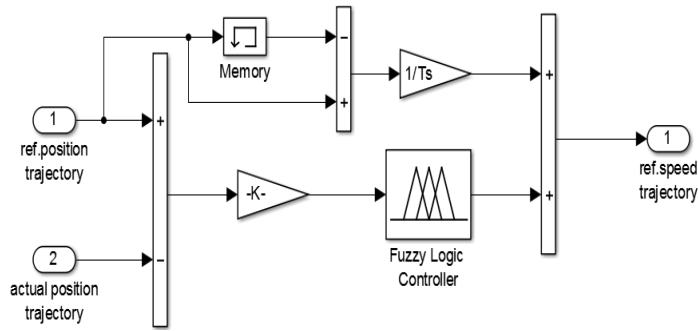 −
Memory
+
1/Ts
+
1
+
ref.position
trajectory
1
ref.speed
trajectory
-K-
+
2
−
actual position
trajectory
Fuzzy Logic
Controller